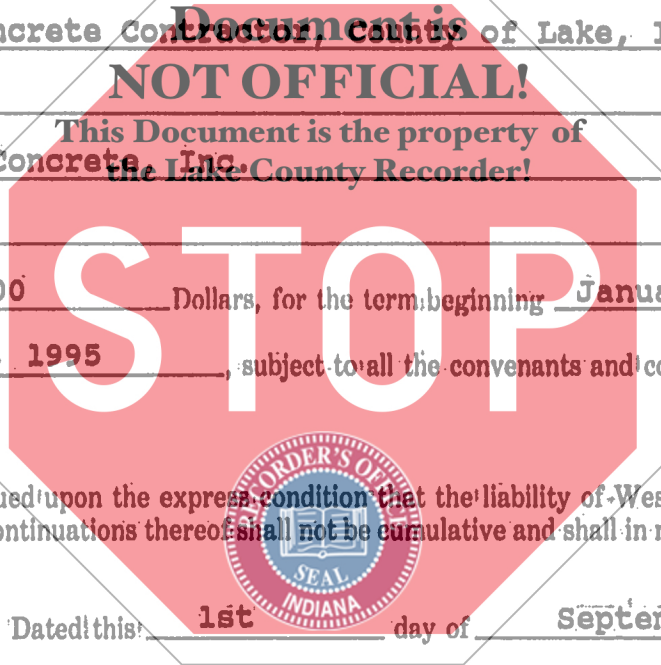 Document is
ncrete Contractor, County of Lake, I
NOT OFFICIAL!
This Document is the property of
Concrete, Inc.
the Lake County Recorder!
STOP
00 Dollars, for the term beginning Janua
1995 , subject to all the convenants and co
ued upon the express condition that the liability of Wes
ontinuations thereof shall not be cumulative and shall in
RECORDER'S OFFICE
SEAL
INDIANA
Dated this 1st day of Septem